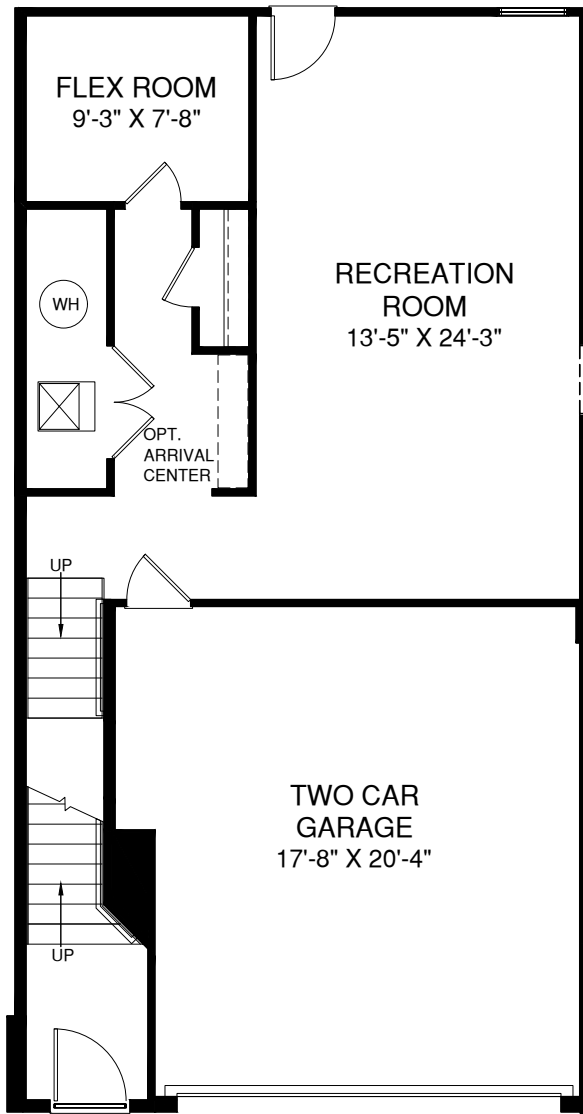 FLEX ROOM
9'-3" X 7'-8"
RECREATION
ROOM
13'-5" X 24'-3"
WH
OPT.
ARRIVAL
CENTER
UP
TWO CAR
GARAGE
17'-8" X 20'-4"
UP